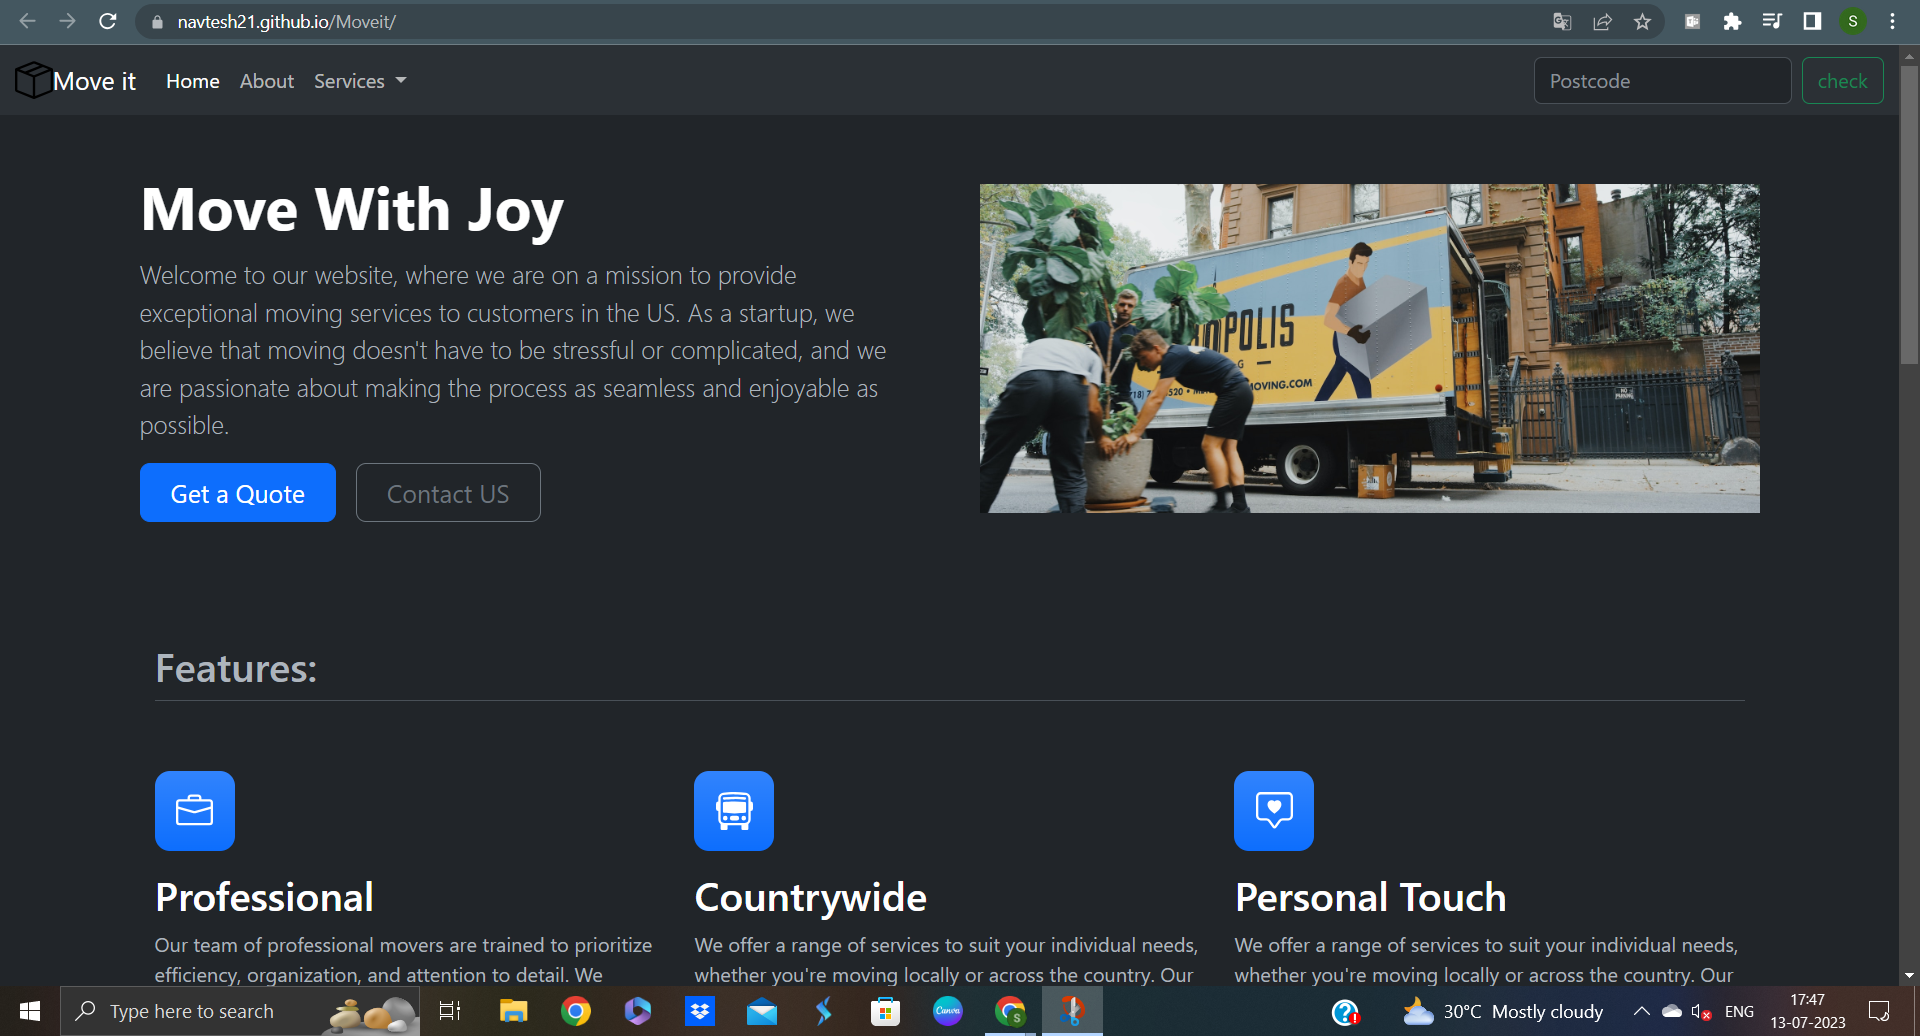 navtesh21.github.io/Moveit/
S
Move it
Home
About
Services
Postcode
check
Move With Joy
Welcome to our website, where we are on a mission to provide
exceptional moving services to customers in the US. As a startup, we
believe that moving doesn't have to be stressful or complicated, and we
are passionate about making the process as seamless and enjoyable as
possible.
Get a Quote
Contact US
NO
PARKING
Features:
Professional
Our team of professional movers are trained to prioritize
efficiency, organization, and attention to detail. We
Countrywide
We offer a range of services to suit your individual needs,
whether you're moving locally or across the country. Our
Personal Touch
We offer a range of services to suit your individual needs,
whether you're moving locally or across the country. Our
Type here to search
Canva
S
30°C Mostly cloudy
ENG
17:47
13-07-2023